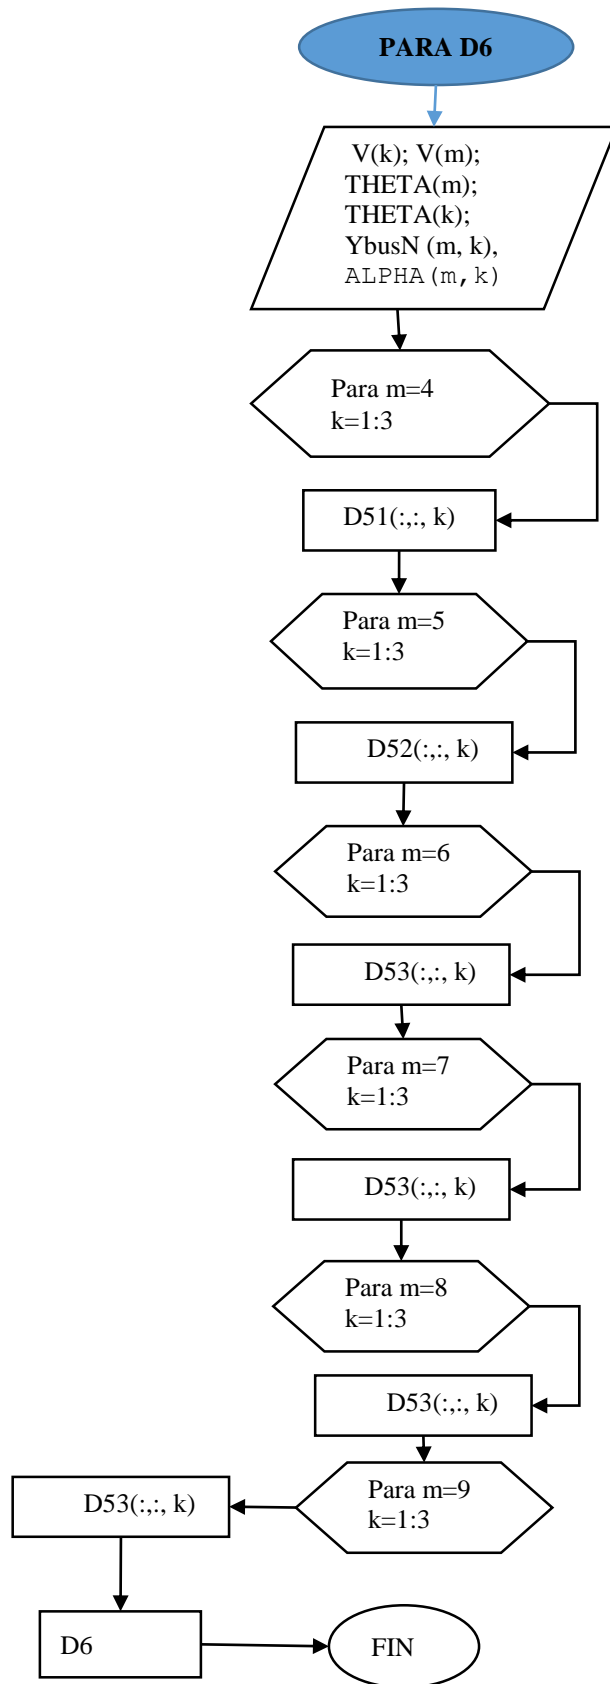 PARA D6
V(k); V(m);
THETA(m);
THETA(k);
YbusN (m, k),
ALPHA(m,k)
Para m=4
k=1:3
D51(:,:, k)
Para m=5
k=1:3
D52(:,:, k)
Para m=6
k=1:3
D53(:,:, k)
Para m=7
k=1:3
D53(:,:, k)
Para m=8
k=1:3
D53(:,:, k)
Para m=9
k=1:3
D53(:,:, k)
D6
FIN